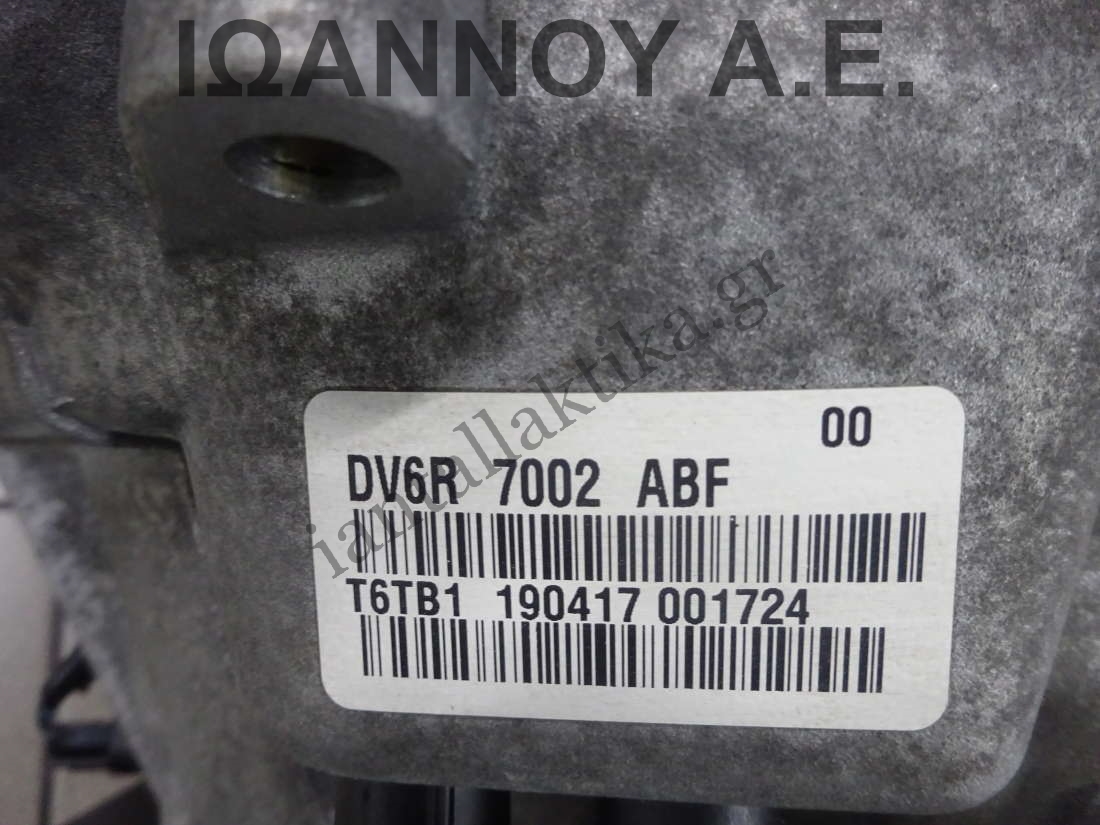 ΙΩΑΝΝΟΥ Α.Ε.
iantallaktika.gr
00
DV6R 7002 ABF
T6TB1 190417 001724